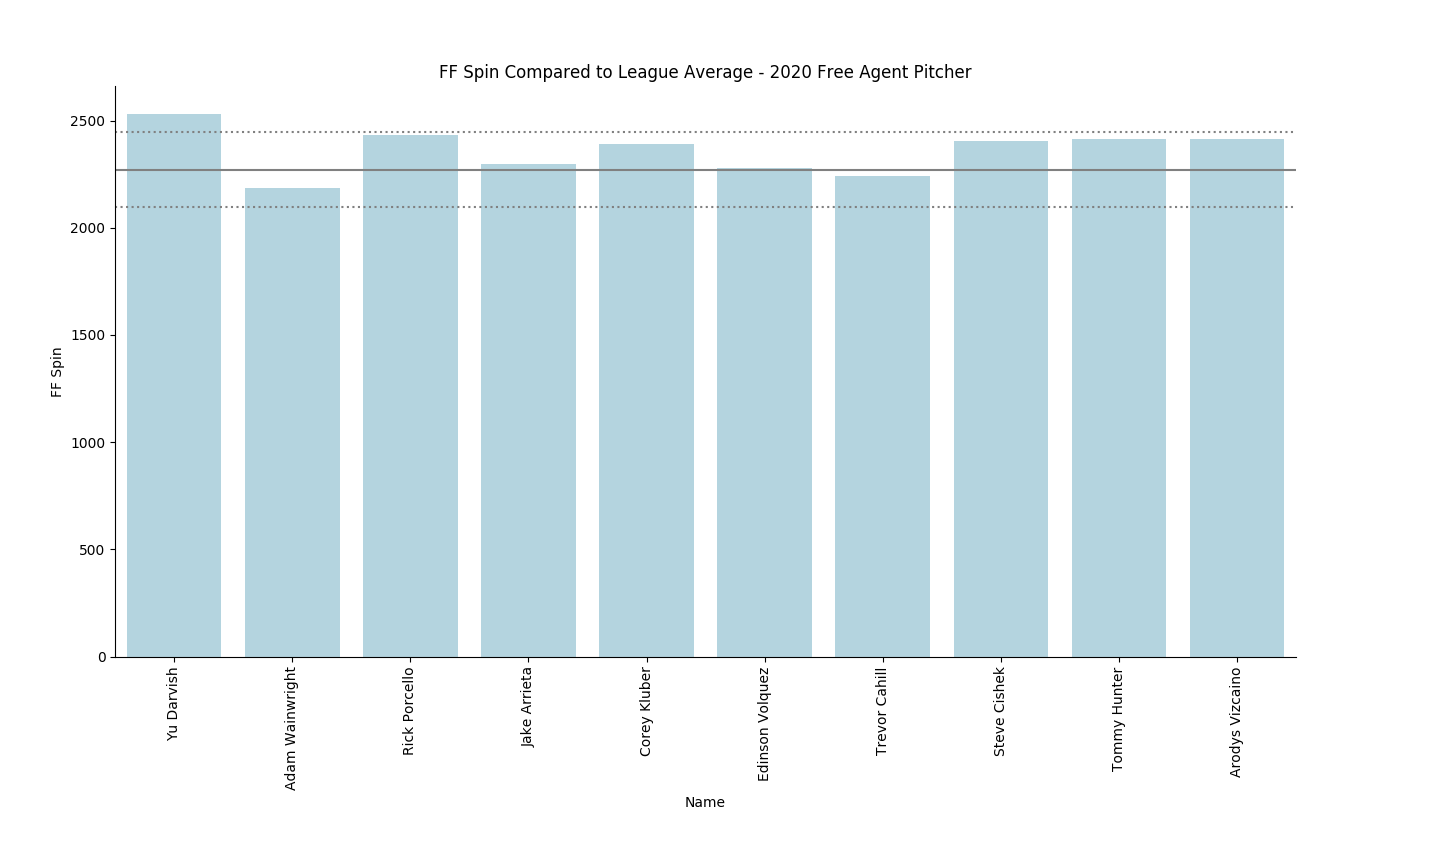 FF Spin Compared to League Average - 2020 Free Agent Pitcher
FF Spin
2500
2000
1500
1000
500
0
Yu Darvish
Adam Wainwright
Rick Porcello
Jake Arrieta
Corey Kluber
Edinson Volquez
Trevor Cahill
Steve Cishek
Tommy Hunter
Arodys Vizcaino
Name